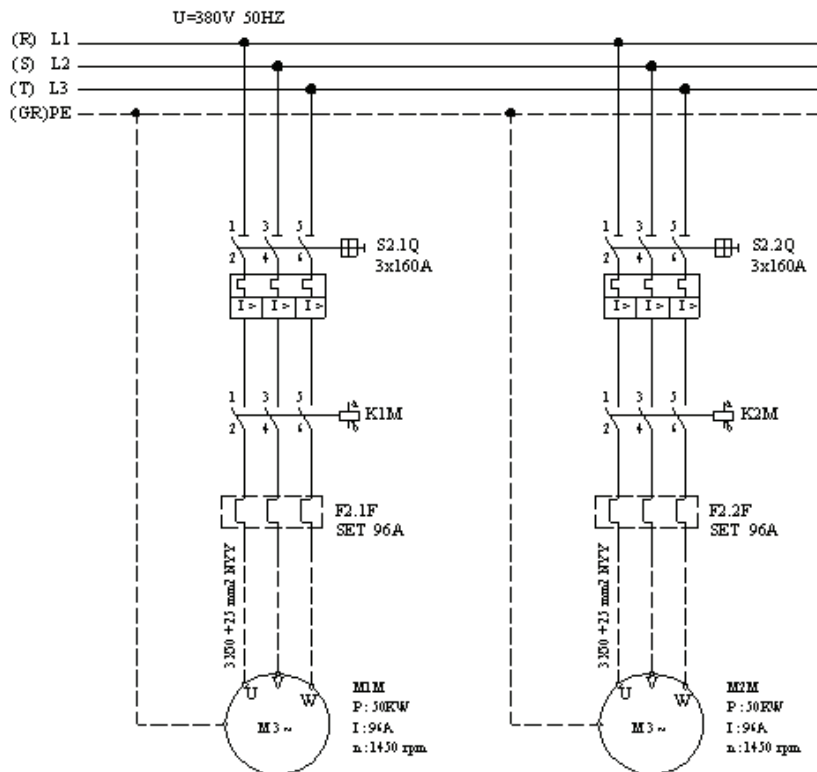 U=380V 50HZ
(R) L1
(S) L2
(T) L3
(GR)PE
1 3 5
2 4 6
S2.1Q
3x160A
I> I> I>
1 3 5
2 4 6
K1M
F2.1F
SET 96A
3X50+25 mm2 NYY
U V W
M3~
M1M
P:50KW
I:96A
n:1450 rpm
1 3 5
2 4 6
S2.2Q
3x160A
I> I> I>
1 3 5
2 4 6
K2M
F2.2F
SET 96A
3X50+25 mm2 NYY
U V W
M3~
M2M
P:50KW
I:96A
n:1450 rpm